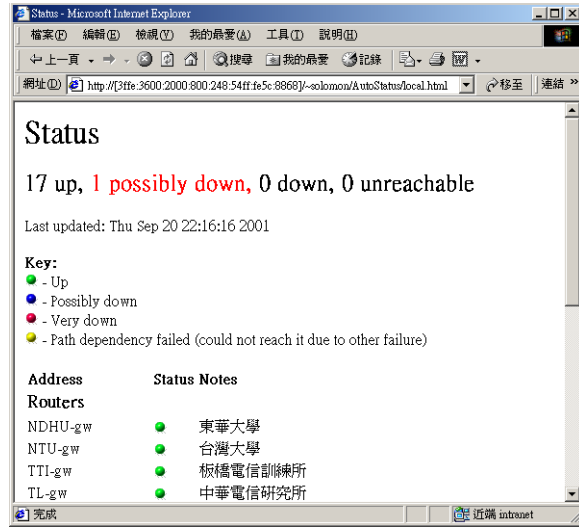 Status - Microsoft Internet Explorer
檔案(F) 編輯(E) 檢視(V) 我的最愛(A) 工具(T) 說明(H)
上一頁 搜尋 我的最愛 記錄
網址(D) http://[3ffe:3600:2000:800:248:54ff:fe5c:8868]/~solomon/AutoStatus/local.html 移至 連結 »
Status
17 up, 1 possibly down, 0 down, 0 unreachable
Last updated: Thu Sep 20 22:16:16 2001
Key:
- Up
- Possibly down
- Very down
- Path dependency failed (could not reach it due to other failure)
Address Status Notes
Routers
NDHU-gw 東華大學
NTU-gw 台灣大學
TTI-gw 板橋電信訓練所
TL-gw 中華電信研究所
完成 近端 intranet